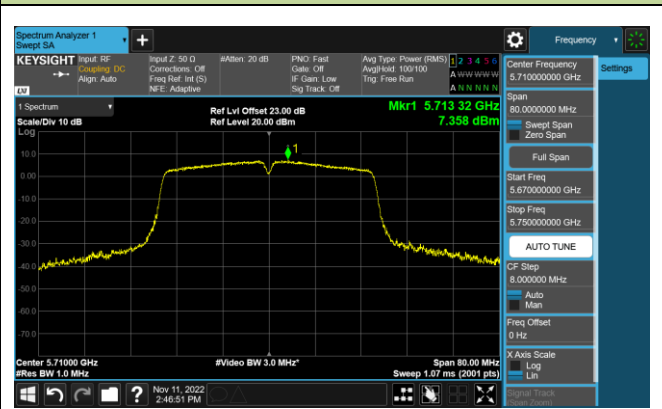 Spectrum Analyzer 1
Swept SA
+
Frequency
KEYSIGHT
LXI
Input: RF
Coupling: DC
Align: Auto
Input Z: 50 Ω
Corrections: Off
Freq Ref: Int (S)
NFE: Adaptive
#Atten: 20 dB
PNO: Fast
Gate: Off
IF Gain: Low
Sig Track: Off
Avg Type: Power (RMS)
Avg|Hold: 100/100
Trig: Free Run
1 2 3 4 5 6
A W W W W W
A N N N N N
1 Spectrum
Scale/Div 10 dB
Ref Lvl Offset 23.00 dB
Ref Level 20.00 dBm
Mkr1 5.713 32 GHz
7.358 dBm
Log
10.0
0.00
-10.0
-20.0
-30.0
-40.0
-50.0
-60.0
-70.0
1
Center 5.71000 GHz
#Res BW 1.0 MHz
#Video BW 3.0 MHz*
Span 80.00 MHz
Sweep 1.07 ms (2001 pts)
Center Frequency
5.710000000 GHz
Settings
Span
80.0000000 MHz
Swept Span
Zero Span
Full Span
Start Freq
5.670000000 GHz
Stop Freq
5.750000000 GHz
AUTO TUNE
CF Step
8.000000 MHz
Auto
Man
Freq Offset
0 Hz
X Axis Scale
Log
Lin
Signal Track
(Span Zoom)
?
Nov 11, 2022
2:46:51 PM